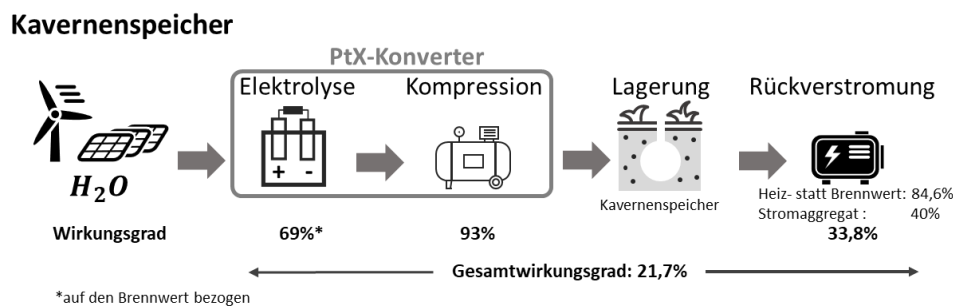 Kavernenspeicher
PtX-Konverter
Elektrolyse Kompression Lagerung Rückverstromung
+ -
H₂O
Kavernenspeicher
Heiz- statt Brennwert: 84,6%
Stromaggregat : 40%
Wirkungsgrad 69%* 93% 33,8%
Gesamtwirkungsgrad: 21,7%
*auf den Brennwert bezogen